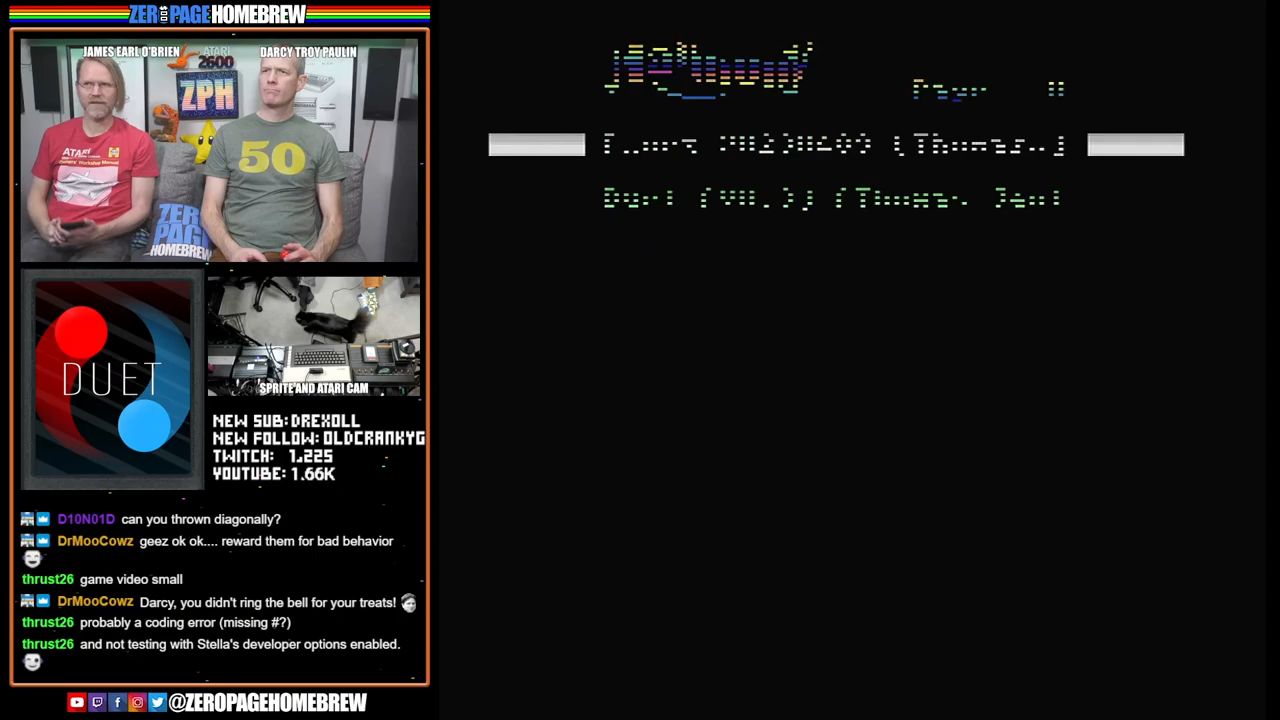 ZEROPAGE HOMEBREW
JAMES EARL O'BRIEN
ATARI
2600
DARCY TROY PAULIN
ZPH
ATARI
50
ZERO
PAGE
HOMEBREW
DUET
SPRITE AND ATARI CAM
NEW SUB:DREXOLL
NEW FOLLOW:OLDCRANKYG
TWITCH: 1,225
YOUTUBE: 1.66K
D10N01D can you thrown diagonally?
DrMooCowz geez ok ok.... reward them for bad behavior
thrust26 game video small
DrMooCowz Darcy, you didn't ring the bell for your treats!
thrust26 probably a coding error (missing #?)
thrust26 and not testing with Stella's developer options enabled.
@ZEROPAGEHOMEBREW